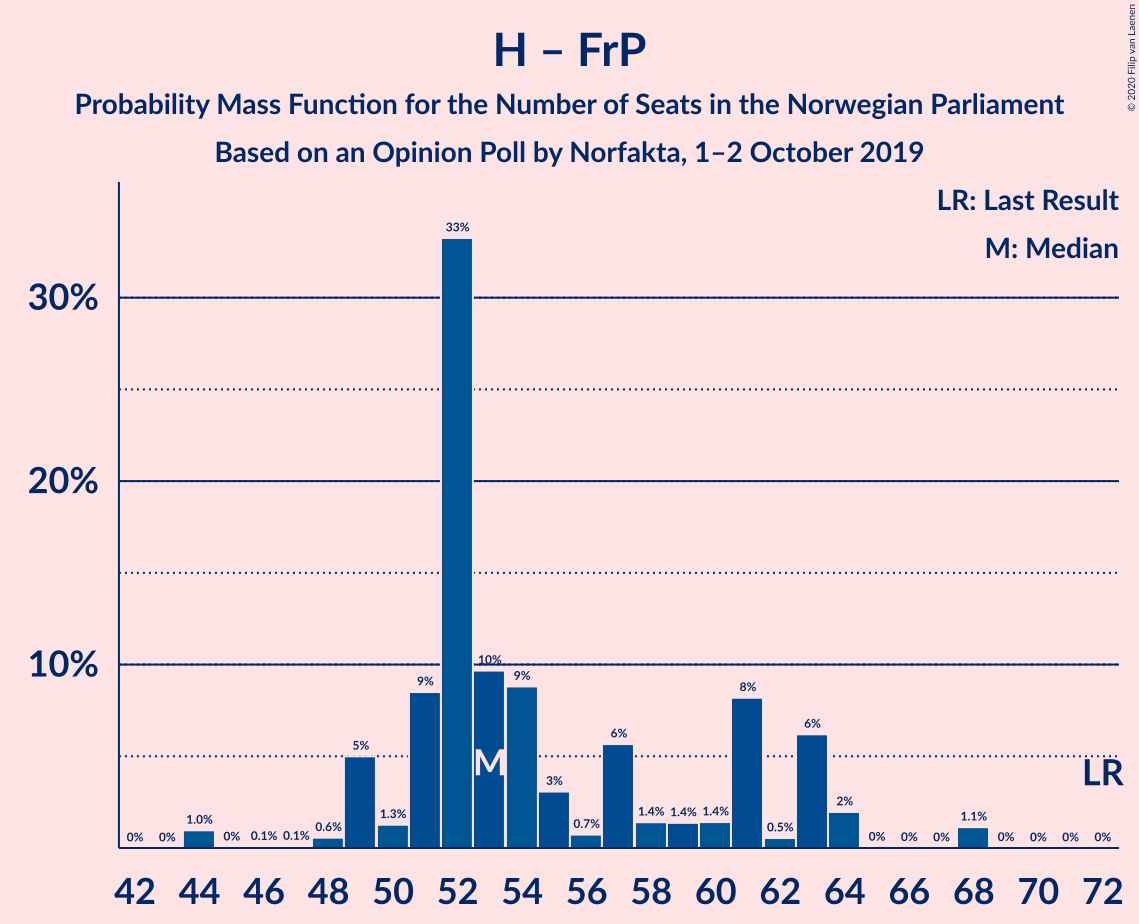 H – FrP
Probability Mass Function for the Number of Seats in the Norwegian Parliament
Based on an Opinion Poll by Norfakta, 1–2 October 2019
© 2020 Filip van Laenen
LR: Last Result
M: Median
30%
20%
10%
0% 0% 1.0% 0% 0.1% 0.1% 0.6% 5% 1.3% 9% 33% 10% 9% 3% 0.7% 6% 1.4% 1.4% 1.4% 8% 0.5% 6% 2% 0% 0% 0% 1.1% 0% 0% 0% 0%
M
LR
42 44 46 48 50 52 54 56 58 60 62 64 66 68 70 72